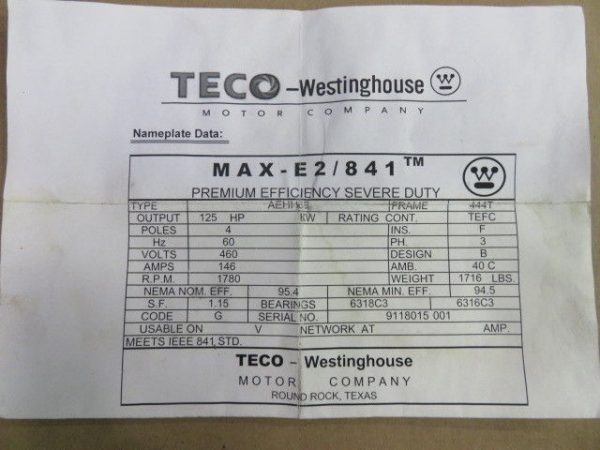 TECO–Westinghouse
MOTOR COMPANY
Nameplate Data:
MAX-E2/841™
PREMIUM EFFICIENCY SEVERE DUTY
TYPE FRAME 444T
OUTPUT 125 HP KW RATING CONT. TEFC
POLES 4 INS. F
Hz 60 PH. 3
VOLTS 460 DESIGN B
AMPS 146 AMB. 40 C
R.P.M. 1780 WEIGHT 1716 LBS.
NEMA NOM. EFF. 95.4 NEMA MIN. EFF. 94.5
S.F. 1.15 BEARINGS 6318C3 6316C3
CODE G SERIAL NO. 9118015 001
USABLE ON V NETWORK AT AMP.
MEETS IEEE 841 STD.
TECO – Westinghouse
MOTOR COMPANY
ROUND ROCK, TEXAS